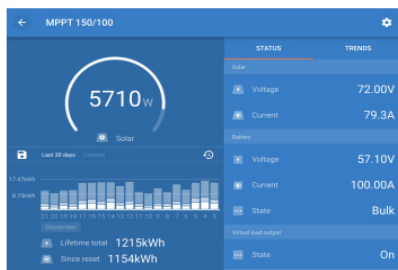 MPPT 150/100
5710W
Solar
Last 30 days
Detailed
17.47kWh
8.73kWh
21 20 19 18 17 16 15 14 13 12 11 10 9 8 7 6 5 4 3
December
Lifetime total 1215kWh
Since reset 1154kWh
STATUS TRENDS
Solar
Voltage 72.00V
Current 79.3A
Battery
Voltage 57.10V
Current 100.00A
State Bulk
Virtual load output
State On